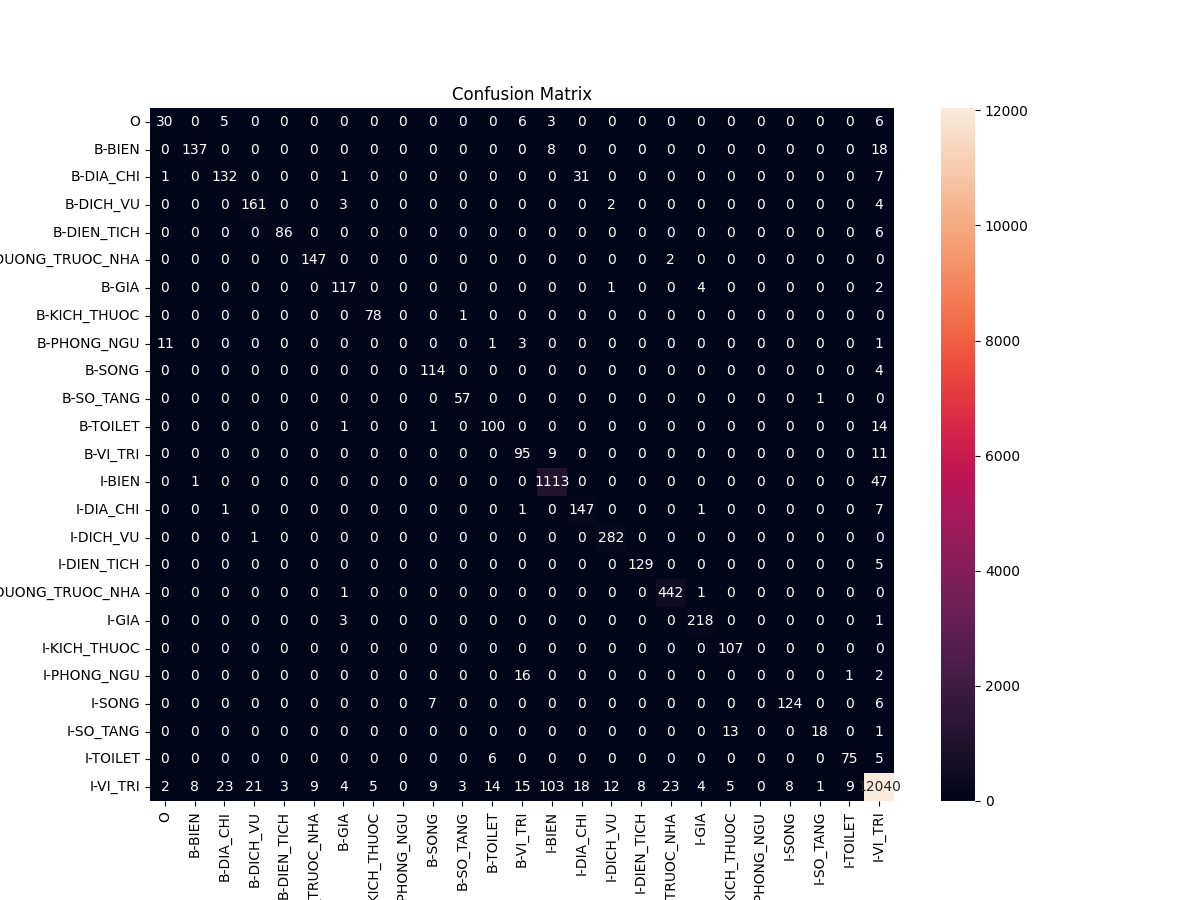 Confusion Matrix
O 30 0 5 0 0 0 0 0 0 0 0 0 6 3 0 0 0 0 0 0 0 0 0 0 6
B-BIEN 0 137 0 0 0 0 0 0 0 0 0 0 0 8 0 0 0 0 0 0 0 0 0 0 18
B-DIA_CHI 1 0 132 0 0 0 1 0 0 0 0 0 0 0 31 0 0 0 0 0 0 0 0 0 7
B-DICH_VU 0 0 0 161 0 0 3 0 0 0 0 0 0 0 0 2 0 0 0 0 0 0 0 0 4
B-DIEN_TICH 0 0 0 0 86 0 0 0 0 0 0 0 0 0 0 0 0 0 0 0 0 0 0 0 6
DUONG_TRUOC_NHA 0 0 0 0 0 147 0 0 0 0 0 0 0 0 0 0 0 2 0 0 0 0 0 0 0
B-GIA 0 0 0 0 0 0 117 0 0 0 0 0 0 0 0 1 0 0 4 0 0 0 0 0 2
B-KICH_THUOC 0 0 0 0 0 0 0 78 0 0 1 0 0 0 0 0 0 0 0 0 0 0 0 0 0
B-PHONG_NGU 11 0 0 0 0 0 0 0 0 0 0 1 3 0 0 0 0 0 0 0 0 0 0 0 1
B-SONG 0 0 0 0 0 0 0 0 0 114 0 0 0 0 0 0 0 0 0 0 0 0 0 0 4
B-SO_TANG 0 0 0 0 0 0 0 0 0 0 57 0 0 0 0 0 0 0 0 0 0 0 1 0 0
B-TOILET 0 0 0 0 0 0 1 0 0 1 0 100 0 0 0 0 0 0 0 0 0 0 0 0 14
B-VI_TRI 0 0 0 0 0 0 0 0 0 0 0 0 95 9 0 0 0 0 0 0 0 0 0 0 11
I-BIEN 0 1 0 0 0 0 0 0 0 0 0 0 0 1113 0 0 0 0 0 0 0 0 0 0 47
I-DIA_CHI 0 0 1 0 0 0 0 0 0 0 0 0 1 0 147 0 0 0 1 0 0 0 0 0 7
I-DICH_VU 0 0 0 1 0 0 0 0 0 0 0 0 0 0 0 282 0 0 0 0 0 0 0 0 0
I-DIEN_TICH 0 0 0 0 0 0 0 0 0 0 0 0 0 0 0 0 129 0 0 0 0 0 0 0 5
DUONG_TRUOC_NHA 0 0 0 0 0 0 1 0 0 0 0 0 0 0 0 0 0 442 1 0 0 0 0 0 0
I-GIA 0 0 0 0 0 0 3 0 0 0 0 0 0 0 0 0 0 0 218 0 0 0 0 0 1
I-KICH_THUOC 0 0 0 0 0 0 0 0 0 0 0 0 0 0 0 0 0 0 0 107 0 0 0 0 0
I-PHONG_NGU 0 0 0 0 0 0 0 0 0 0 0 0 16 0 0 0 0 0 0 0 0 0 0 1 2
I-SONG 0 0 0 0 0 0 0 0 0 7 0 0 0 0 0 0 0 0 0 0 0 124 0 0 6
I-SO_TANG 0 0 0 0 0 0 0 0 0 0 0 0 0 0 0 0 0 0 0 13 0 0 18 0 1
I-TOILET 0 0 0 0 0 0 0 0 0 0 0 6 0 0 0 0 0 0 0 0 0 0 0 75 5
I-VI_TRI 2 8 23 21 3 9 4 5 0 9 3 14 15 103 18 12 8 23 4 5 0 8 1 9 12040
O
B-BIEN
B-DIA_CHI
B-DICH_VU
B-DIEN_TICH
TRUOC_NHA
B-GIA
KICH_THUOC
PHONG_NGU
B-SONG
B-SO_TANG
B-TOILET
B-VI_TRI
I-BIEN
I-DIA_CHI
I-DICH_VU
I-DIEN_TICH
TRUOC_NHA
I-GIA
KICH_THUOC
PHONG_NGU
I-SONG
I-SO_TANG
I-TOILET
I-VI_TRI
12000
10000
8000
6000
4000
2000
0